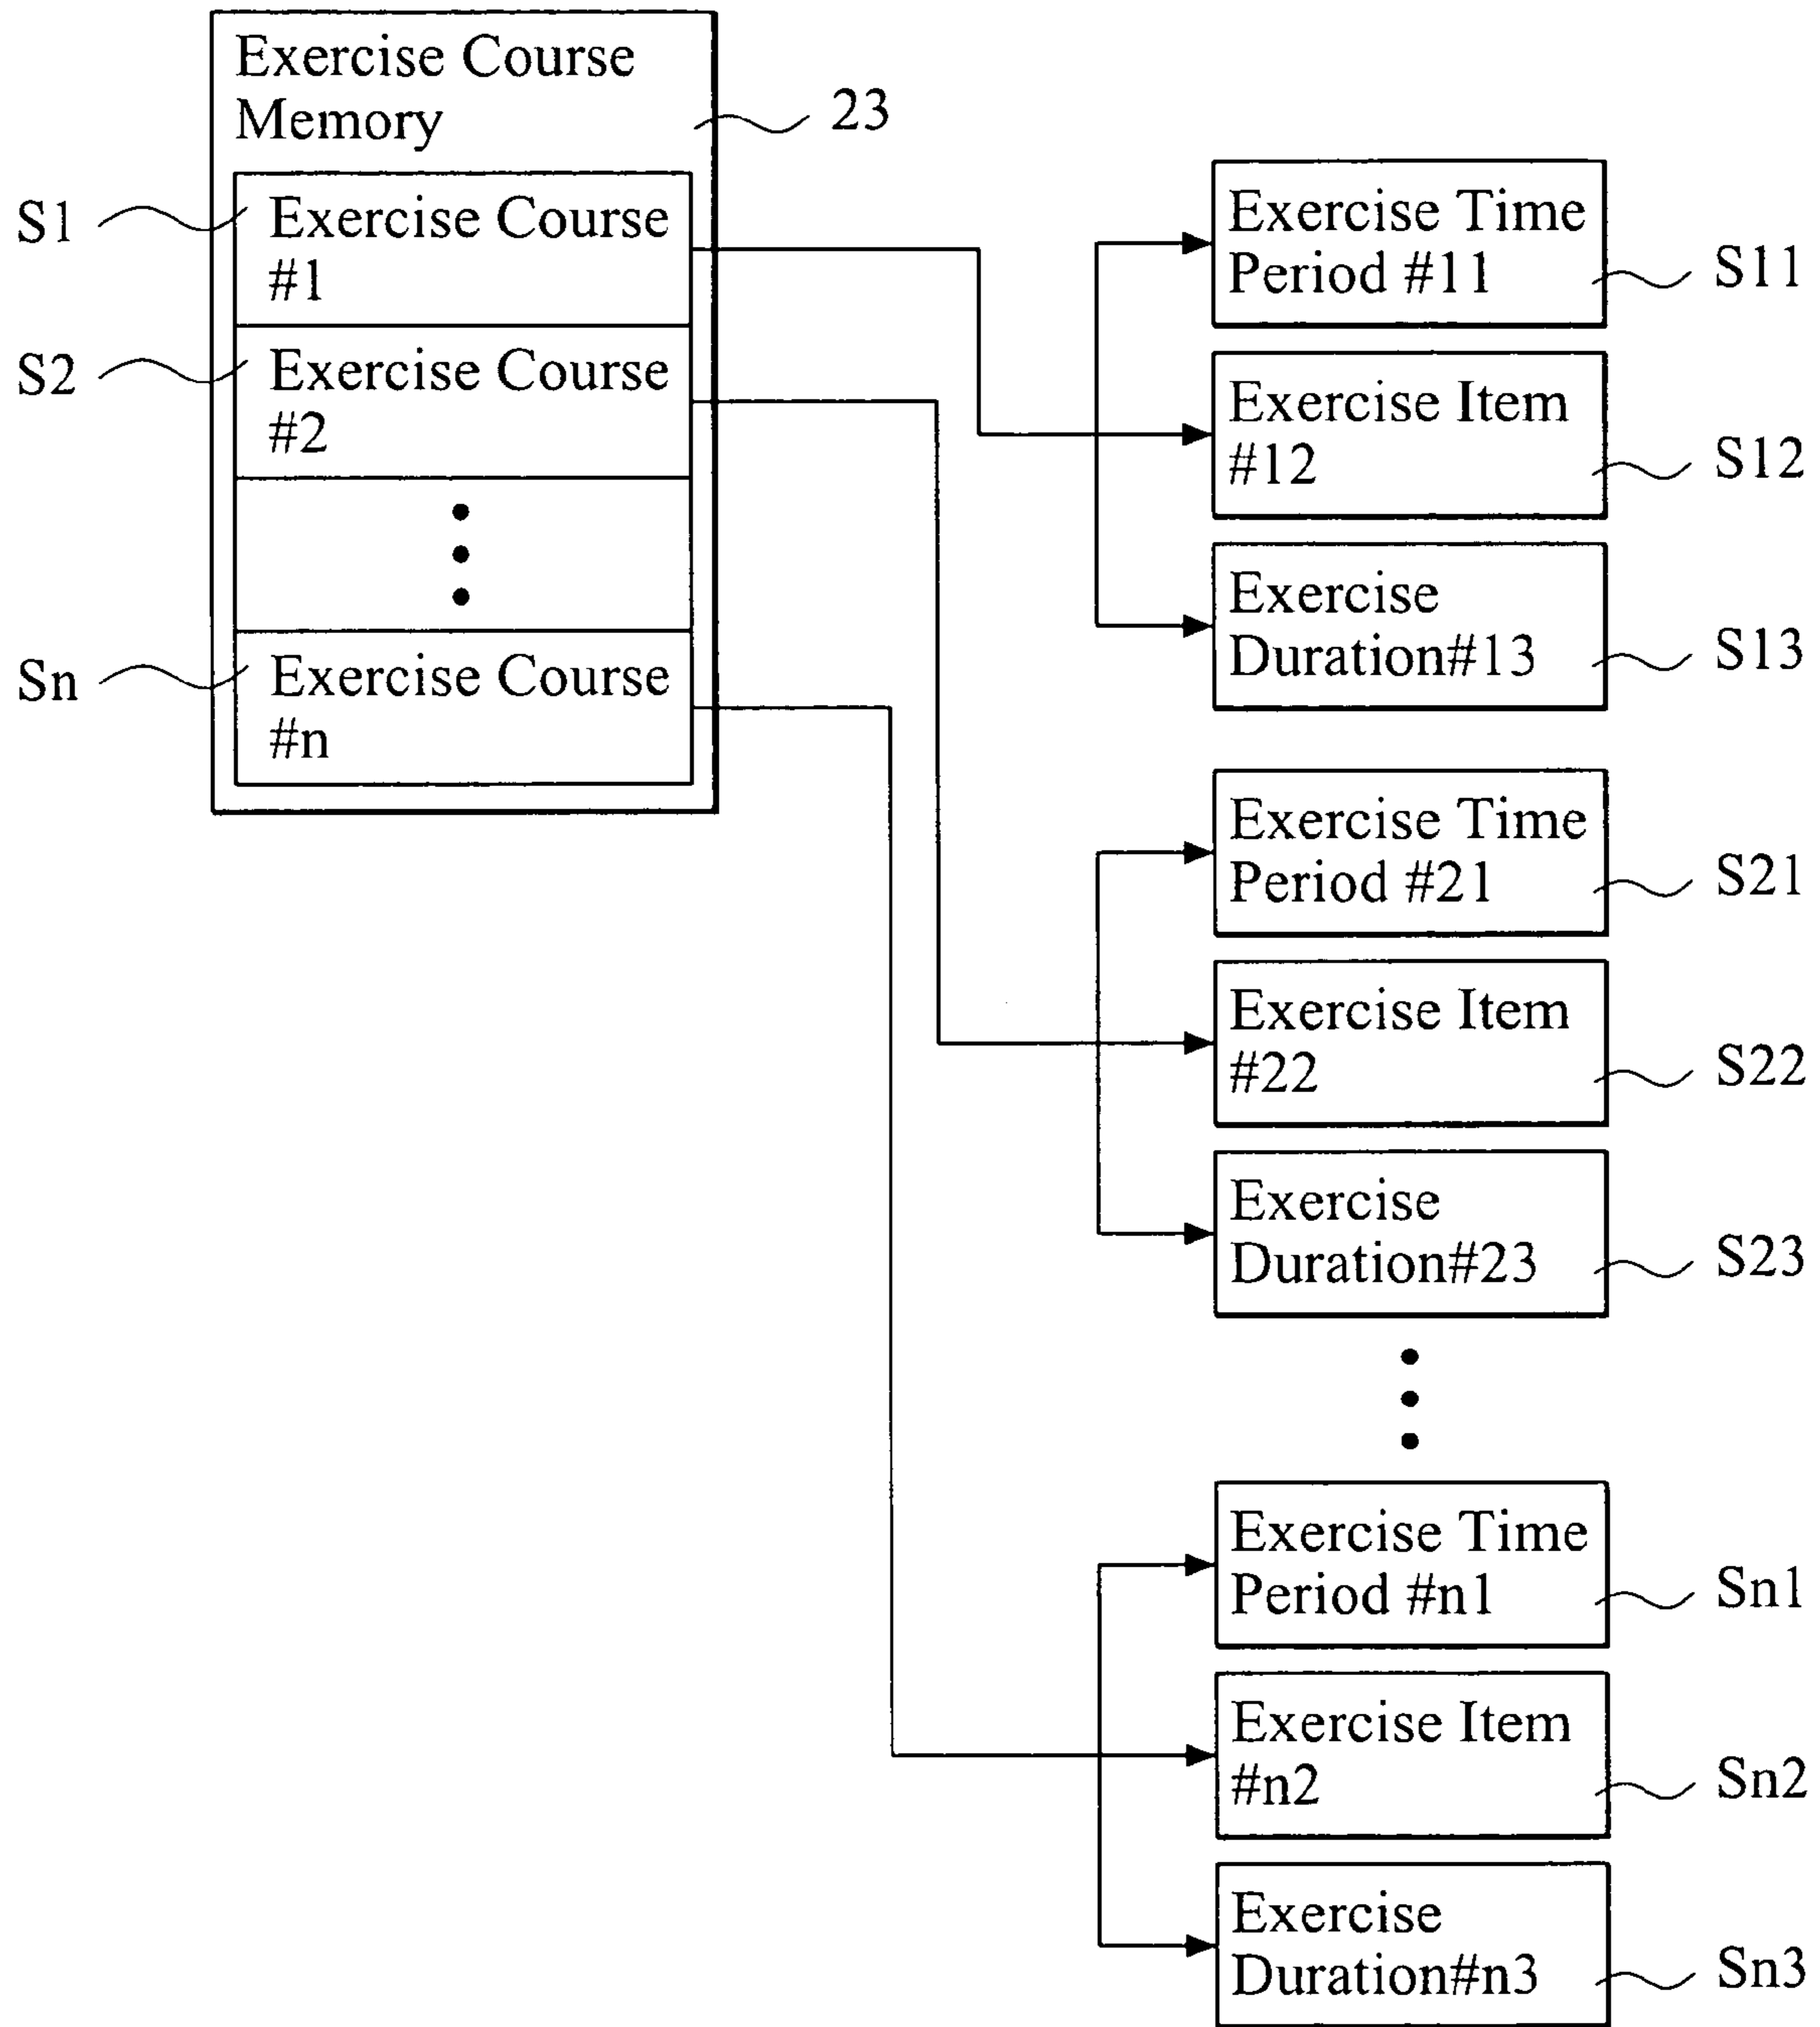 Exercise Course
Memory
23
S1
Exercise Course
#1
S2
Exercise Course
#2
Sn
Exercise Course
#n
Exercise Time
Period #11
S11
Exercise Item
#12
S12
Exercise
Duration#13
S13
Exercise Time
Period #21
S21
Exercise Item
#22
S22
Exercise
Duration#23
S23
Exercise Time
Period #n1
Sn1
Exercise Item
#n2
Sn2
Exercise
Duration#n3
Sn3